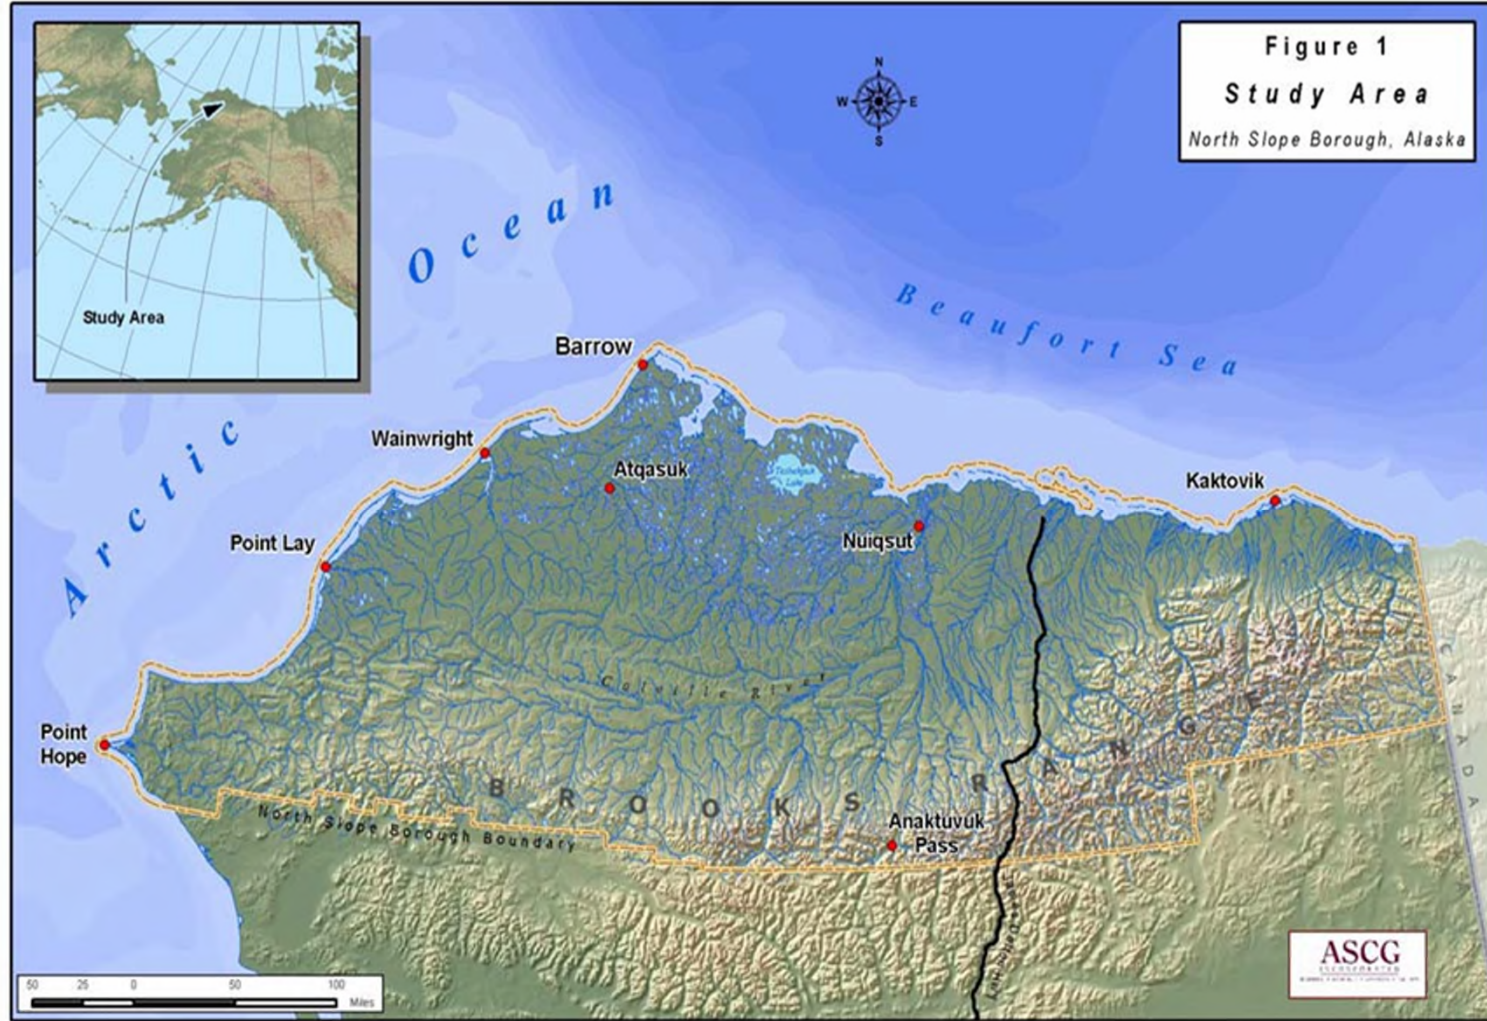 Figure 1
Study Area
North Slope Borough, Alaska
N
W
E
S
Study Area
Arctic Ocean
Beaufort Sea
Barrow
Wainwright
Atqasuk
Kaktovik
Point Lay
Nuiqsut
Colville River
Point
Hope
BROOKS RANGE
Anaktuvuk
Pass
North Slope Borough Boundary
CANADA
ASCG
INCORPORATED
50 25 0 50 100
Miles